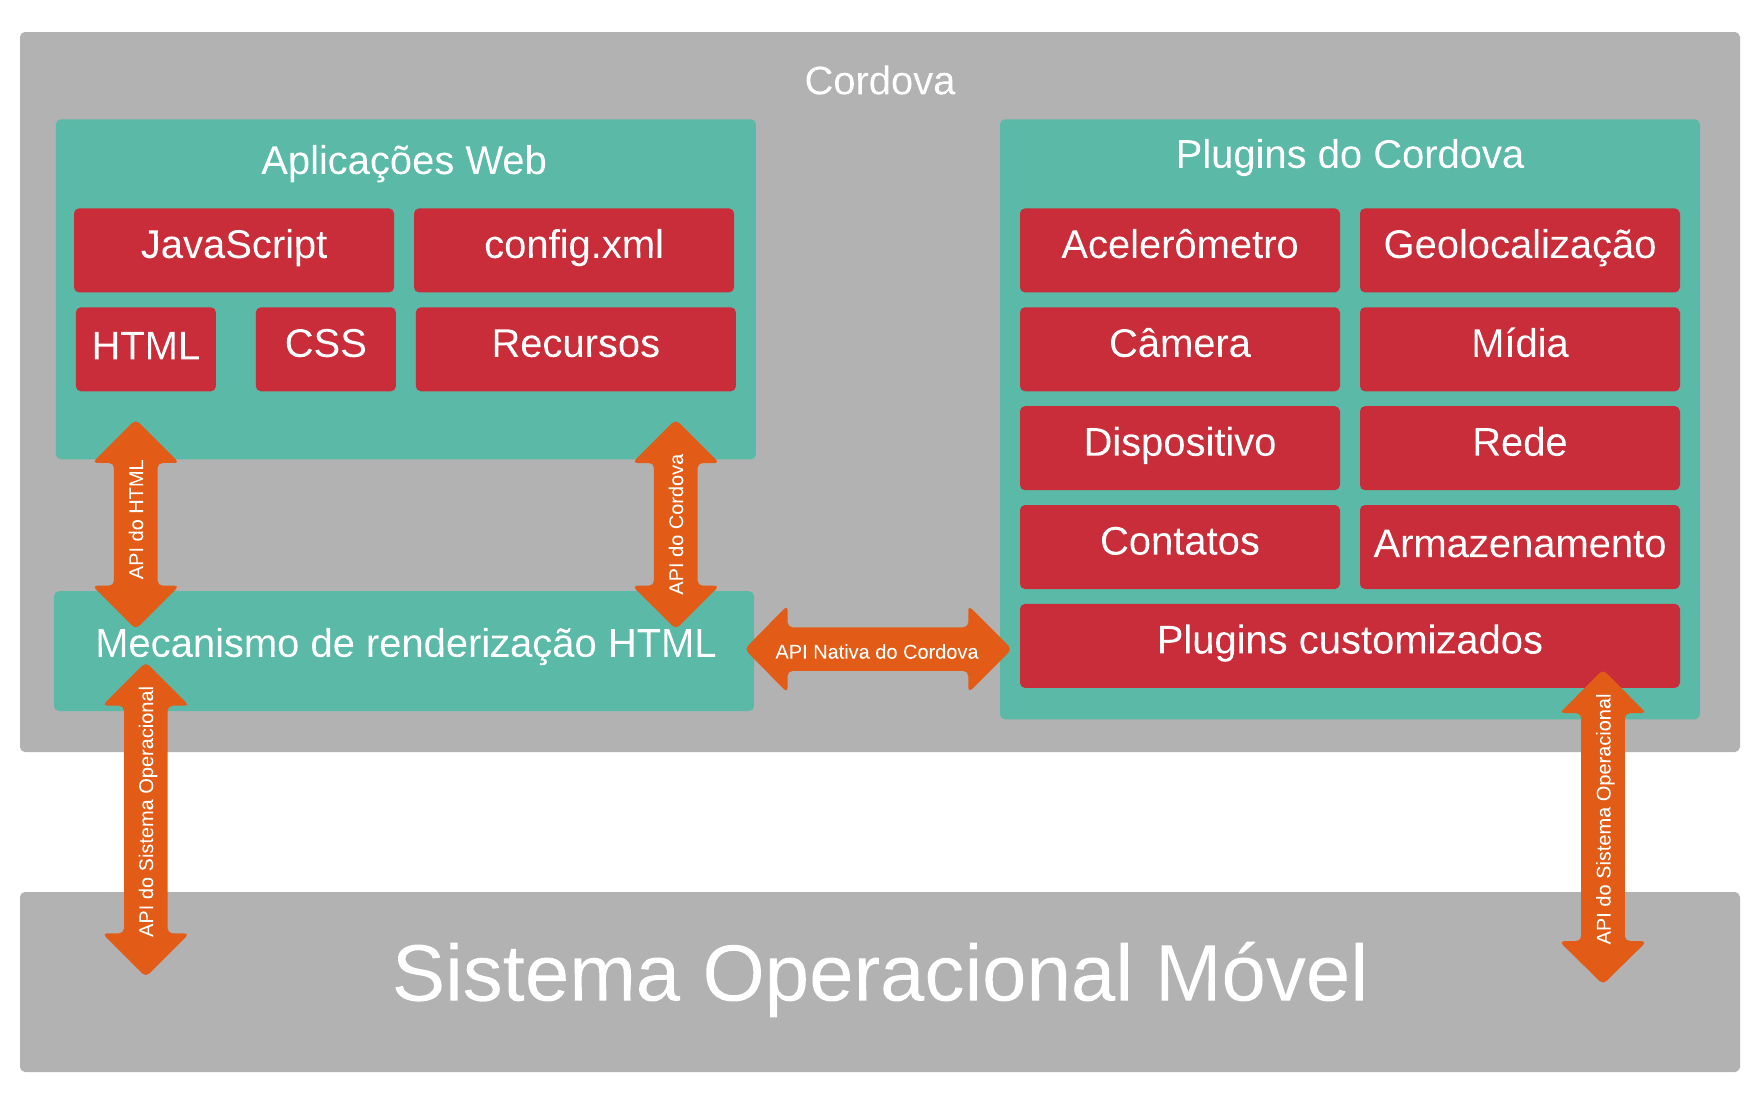 Cordova
Aplicações Web
JavaScript
config.xml
HTML
CSS
Recursos
API do HTML
API do Cordova
Mecanismo de renderização HTML
API Nativa do Cordova
Plugins do Cordova
Acelerômetro
Geolocalização
Câmera
Mídia
Dispositivo
Rede
Contatos
Armazenamento
Plugins customizados
API do Sistema Operacional
API do Sistema Operacional
Sistema Operacional Móvel